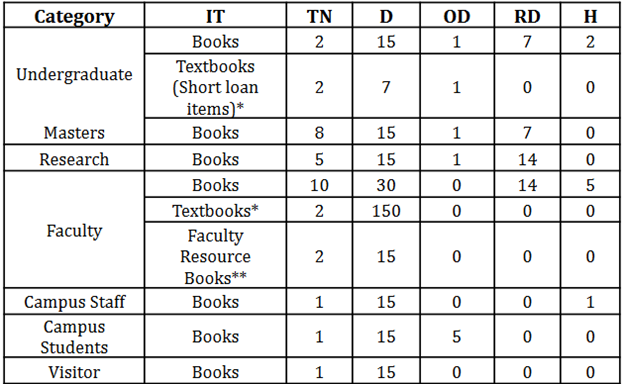 Category IT TN D OD RD H
Undergraduate Books 2 15 1 7 2
Textbooks (Short loan items)* 2 7 1 0 0
Masters Books 8 15 1 7 0
Research Books 5 15 1 14 0
Faculty Books 10 30 0 14 5
Textbooks* 2 150 0 0 0
Faculty Resource Books** 2 15 0 0 0
Campus Staff Books 1 15 0 0 1
Campus Students Books 1 15 5 0 0
Visitor Books 1 15 0 0 0